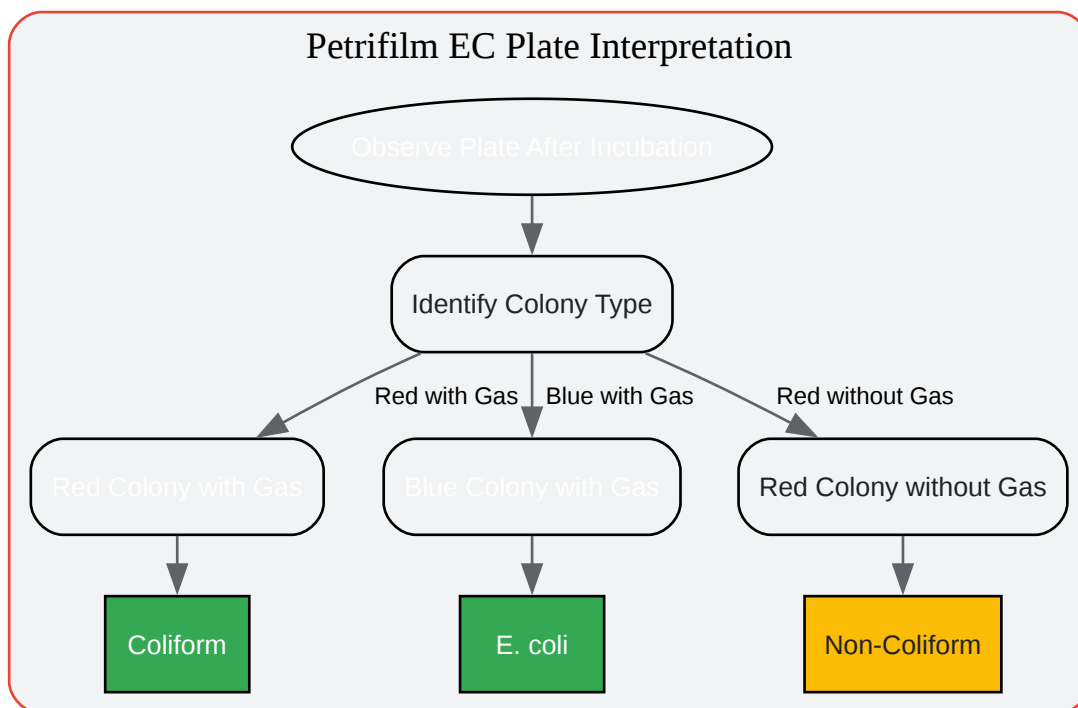 Petrifilm EC Plate Interpretation
Observe Plate After Incubation
Identify Colony Type
Red with Gas
Blue with Gas
Red without Gas
Red Colony with Gas
Blue Colony with Gas
Red Colony without Gas
Coliform
E. coli
Non-Coliform